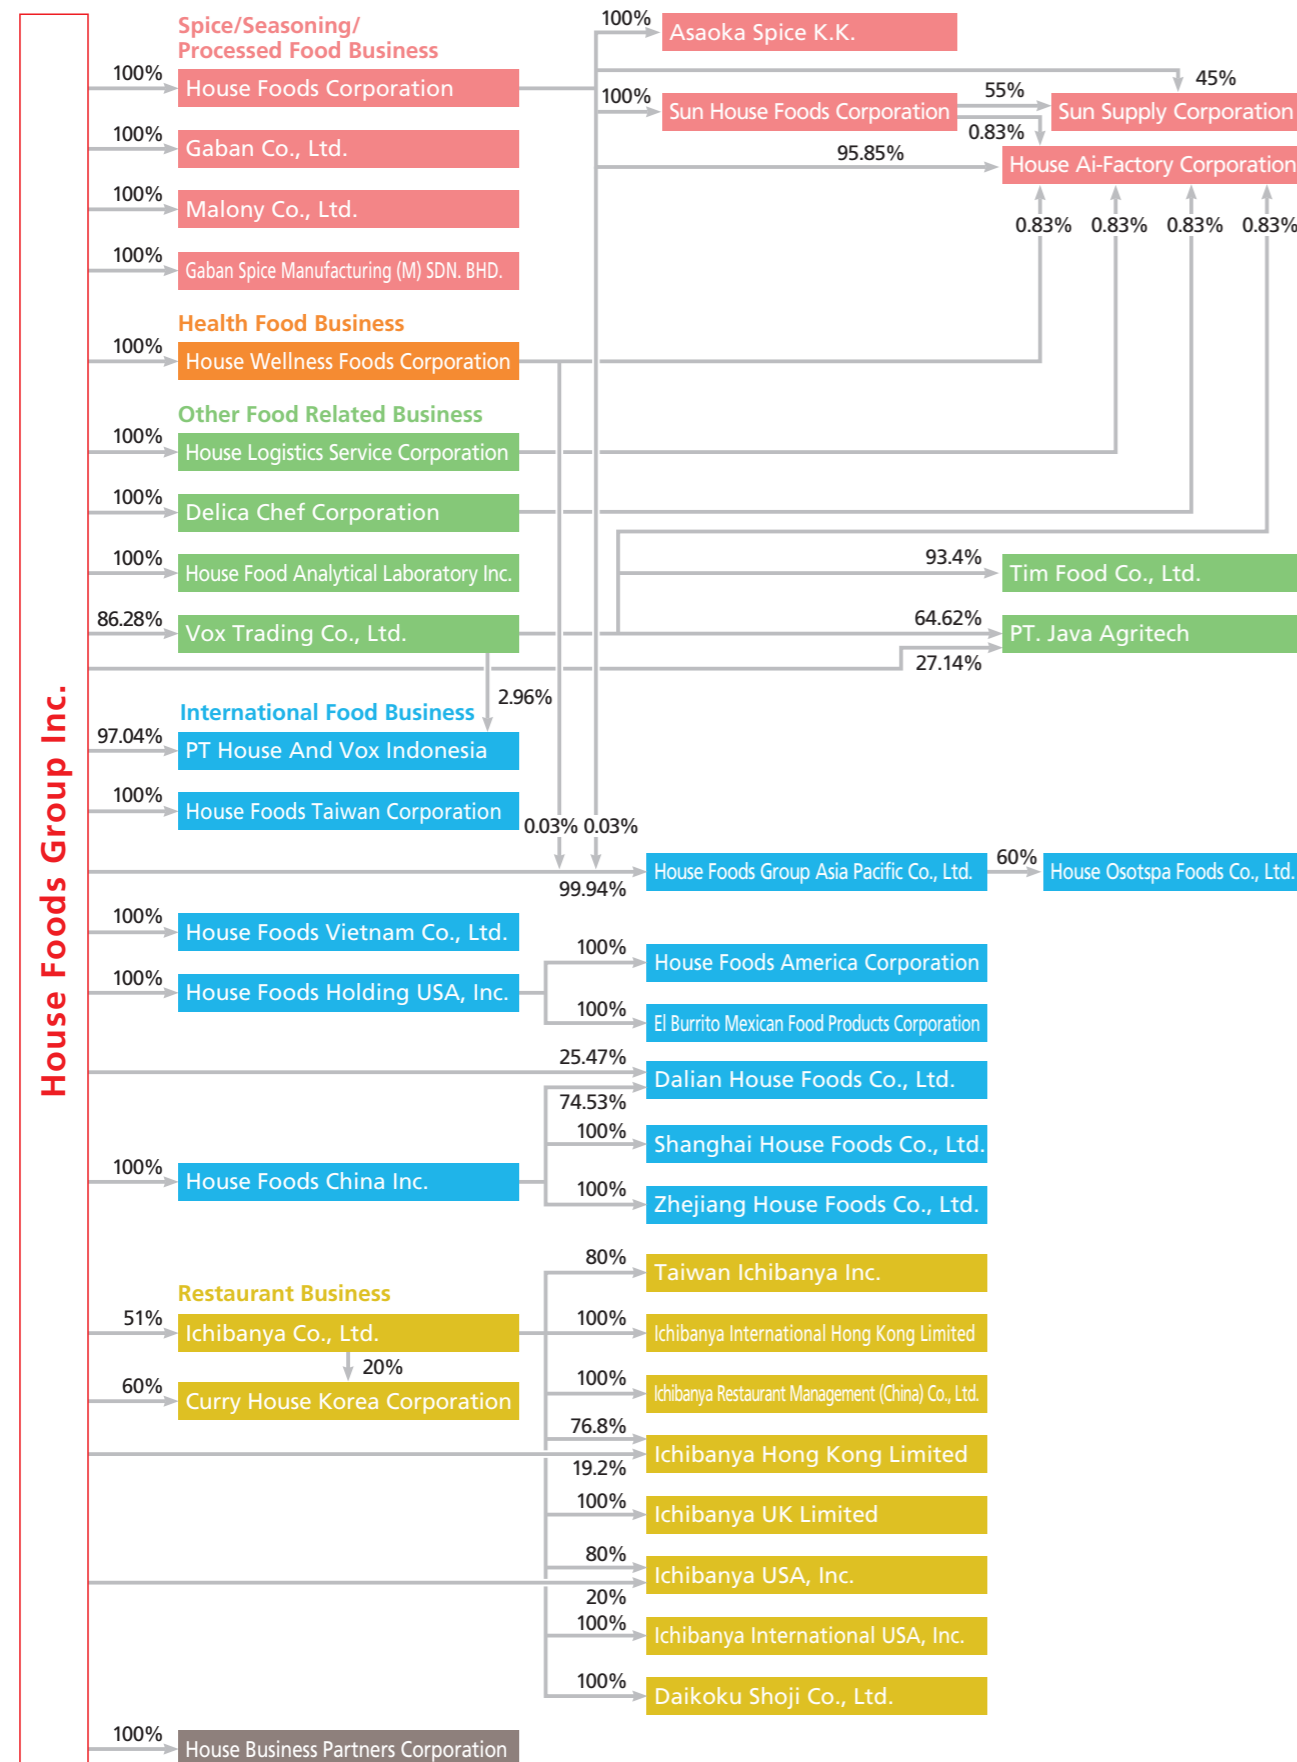 House Foods Group Inc.
Spice/Seasoning/
Processed Food Business
100%
House Foods Corporation
100%
Asaoka Spice K.K.
100%
Sun House Foods Corporation
55%
45%
Sun Supply Corporation
0.83%
95.85%
House Ai-Factory Corporation
0.83%
0.83%
0.83%
0.83%
100%
Gaban Co., Ltd.
100%
Malony Co., Ltd.
100%
Gaban Spice Manufacturing (M) SDN. BHD.
Health Food Business
100%
House Wellness Foods Corporation
Other Food Related Business
100%
House Logistics Service Corporation
100%
Delica Chef Corporation
100%
House Food Analytical Laboratory Inc.
93.4%
Tim Food Co., Ltd.
86.28%
Vox Trading Co., Ltd.
64.62%
PT. Java Agritech
27.14%
2.96%
International Food Business
97.04%
PT House And Vox Indonesia
100%
House Foods Taiwan Corporation
0.03%
0.03%
99.94%
House Foods Group Asia Pacific Co., Ltd.
60%
House Osotspa Foods Co., Ltd.
100%
House Foods Vietnam Co., Ltd.
100%
House Foods Holding USA, Inc.
100%
House Foods America Corporation
100%
El Burrito Mexican Food Products Corporation
25.47%
Dalian House Foods Co., Ltd.
74.53%
100%
Shanghai House Foods Co., Ltd.
100%
House Foods China Inc.
100%
Zhejiang House Foods Co., Ltd.
Restaurant Business
80%
Taiwan Ichibanya Inc.
51%
Ichibanya Co., Ltd.
100%
Ichibanya International Hong Kong Limited
20%
60%
Curry House Korea Corporation
100%
Ichibanya Restaurant Management (China) Co., Ltd.
76.8%
Ichibanya Hong Kong Limited
19.2%
100%
Ichibanya UK Limited
80%
Ichibanya USA, Inc.
20%
100%
Ichibanya International USA, Inc.
100%
Daikoku Shoji Co., Ltd.
100%
House Business Partners Corporation